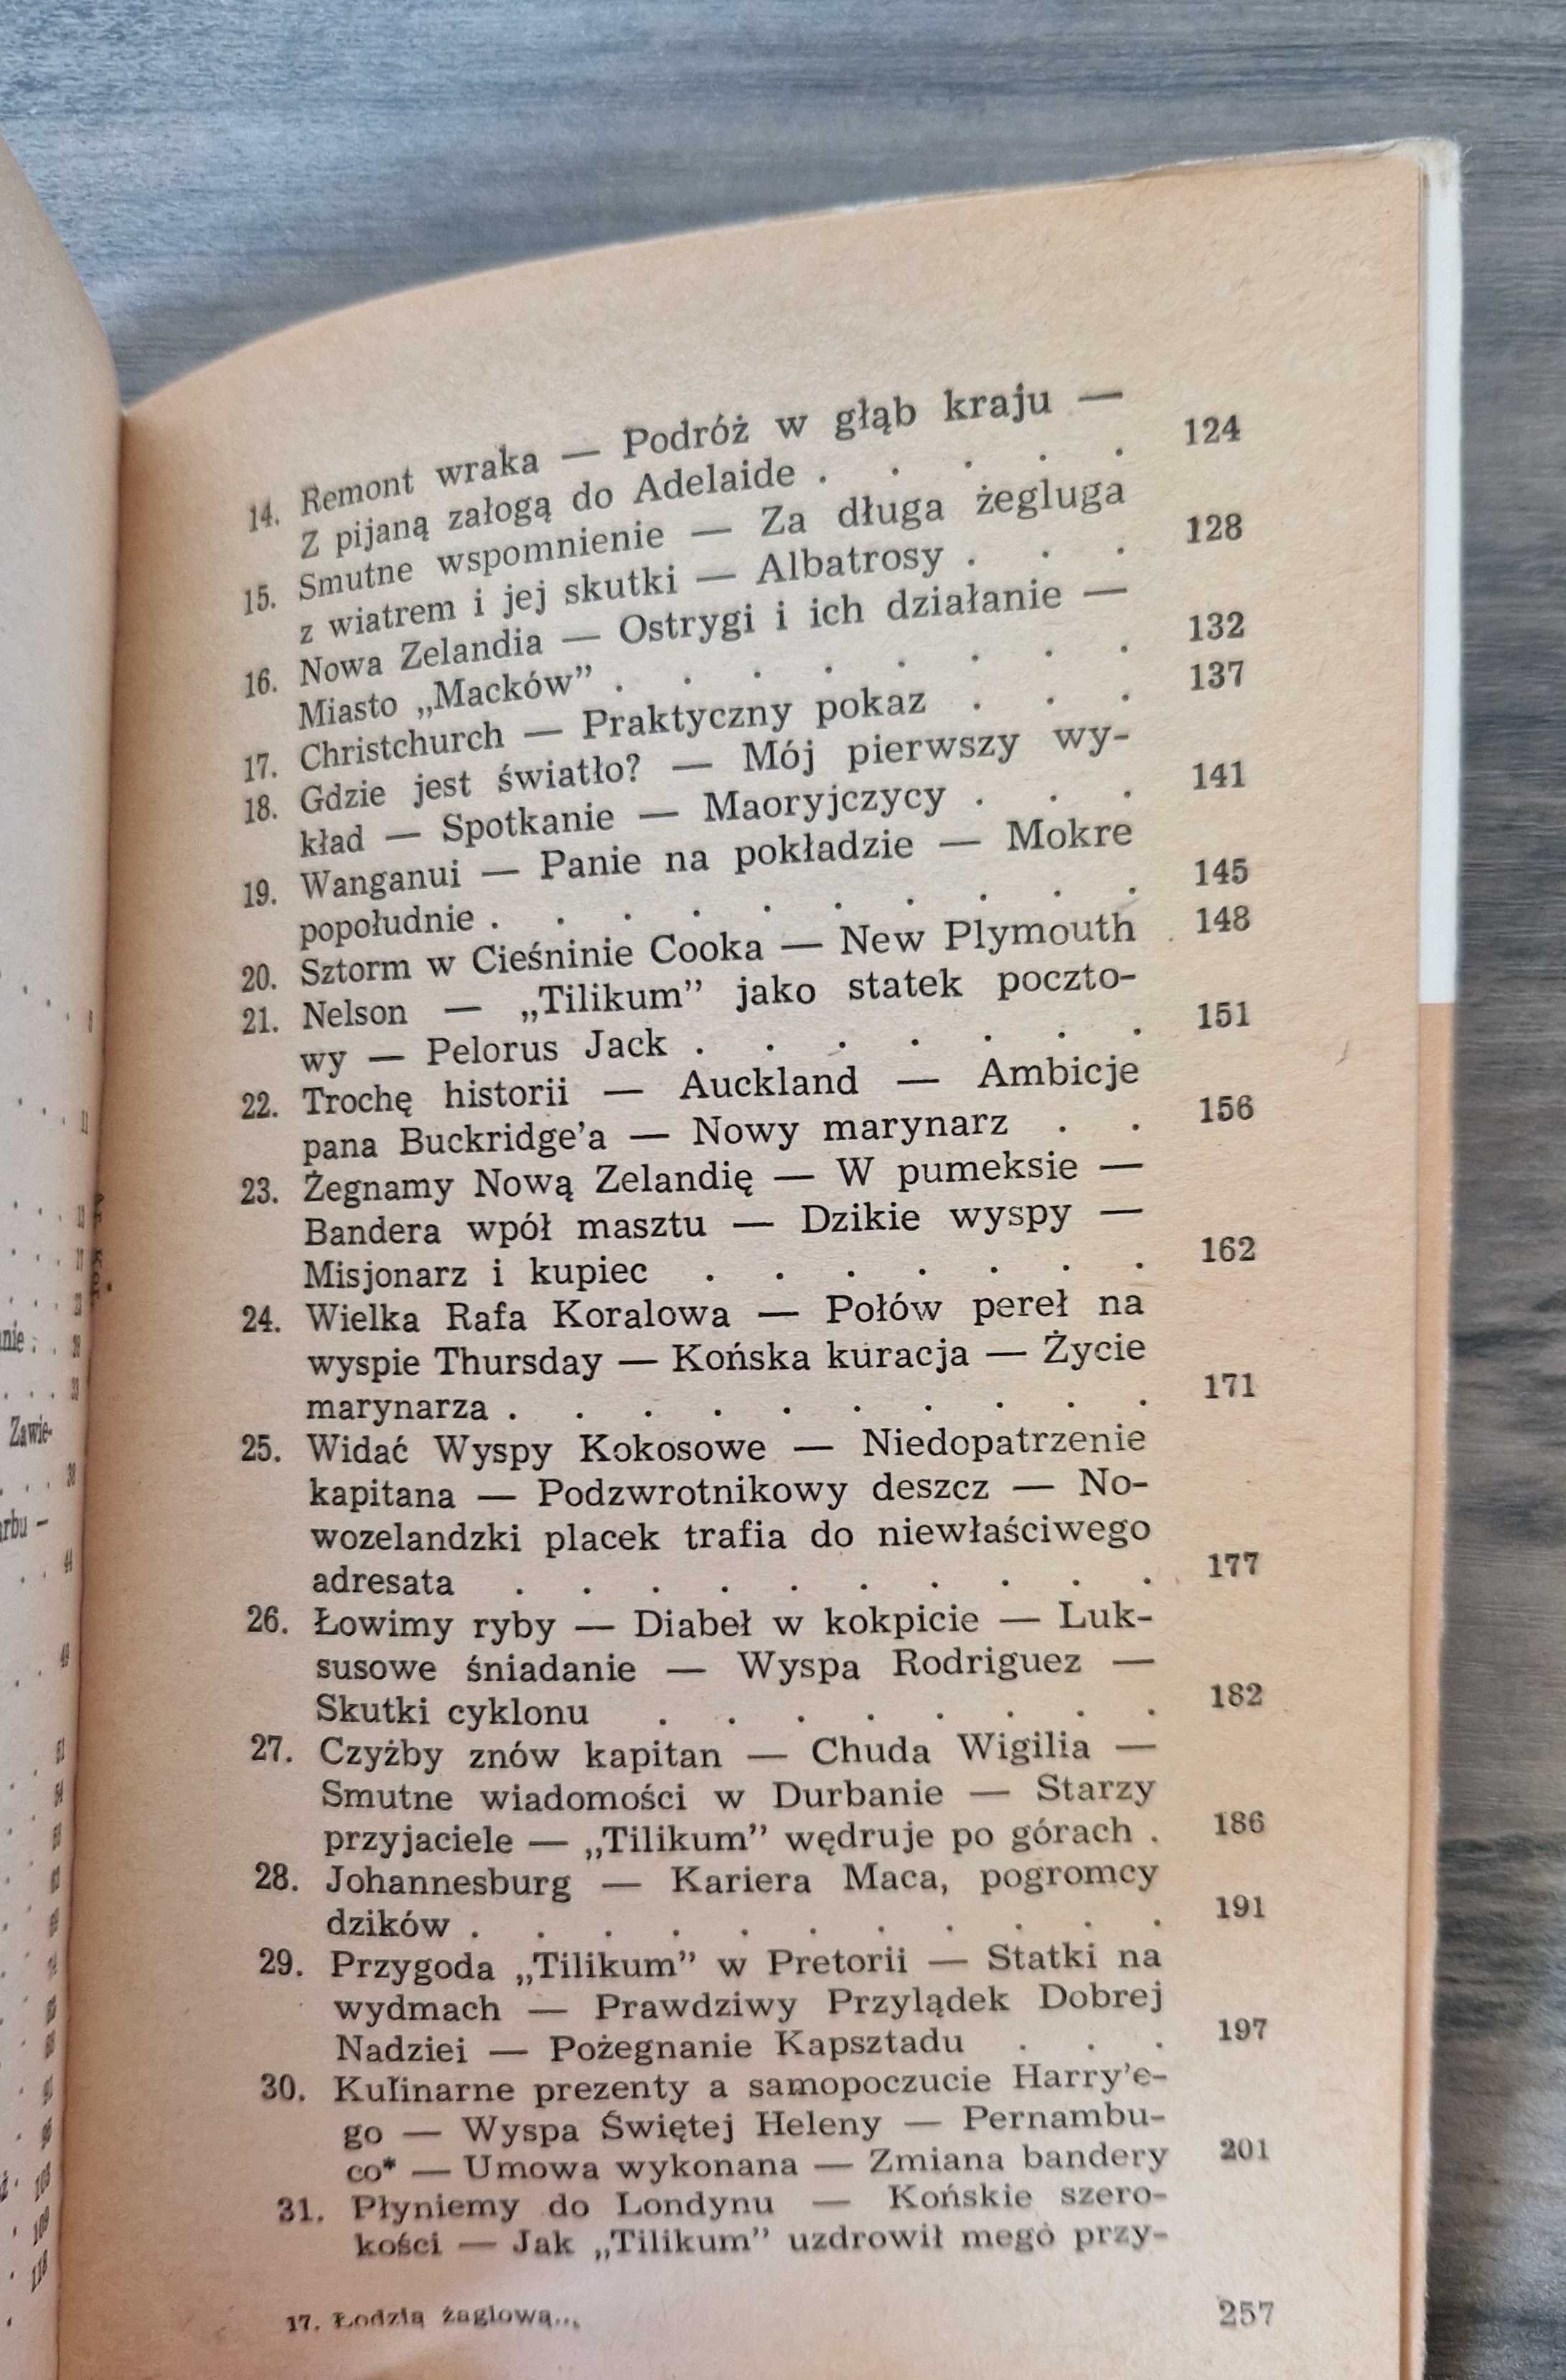 nie
Zawie-
arbu —
14. Remont wraka — Podróż w głąb kraju —
Z pijaną załogą do Adelaide . . . . . 124
15. Smutne wspomnienie — Za długa żegluga
z wiatrem i jej skutki — Albatrosy . . . 128
16. Nowa Zelandia — Ostrygi i ich działanie —
Miasto „Macków” . . . . . . . . 132
17. Christchurch — Praktyczny pokaz . . . 137
18. Gdzie jest światło? — Mój pierwszy wy-
kład — Spotkanie — Maoryjczycy . . . 141
19. Wanganui — Panie na pokładzie — Mokre
popołudnie . . . . . . . . . . 145
20. Sztorm w Cieśninie Cooka — New Plymouth . 148
21. Nelson — „Tilikum” jako statek poczto-
wy — Pelorus Jack . . . . . . . 151
22. Trochę historii — Auckland — Ambicje
pana Buckridge’a — Nowy marynarz . . 156
23. Żegnamy Nową Zelandię — W pumeksie —
Bandera wpół masztu — Dzikie wyspy —
Misjonarz i kupiec . . . . . . . 162
24. Wielka Rafa Koralowa — Połów pereł na
wyspie Thursday — Końska kuracja — Życie
marynarza . . . . . . . . . . 171
25. Widać Wyspy Kokosowe — Niedopatrzenie
kapitana — Podzwrotnikowy deszcz — No-
wozelandzki placek trafia do niewłaściwego
adresata . . . . . . . . . . 177
26. Łowimy ryby — Diabeł w kokpicie — Luk-
susowe śniadanie — Wyspa Rodriguez —
Skutki cyklonu . . . . . . . . 182
27. Czyżby znów kapitan — Chuda Wigilia —
Smutne wiadomości w Durbanie — Starzy
przyjaciele — „Tilikum” wędruje po górach . 186
28. Johannesburg — Kariera Maca, pogromcy
dzików . . . . . . . . . . . 191
29. Przygoda „Tilikum” w Pretorii — Statki na
wydmach — Prawdziwy Przylądek Dobrej
Nadziei — Pożegnanie Kapsztadu . . . 197
30. Kulinarne prezenty a samopoczucie Harry’e-
go — Wyspa Świętej Heleny — Pernambu-
co* — Umowa wykonana — Zmiana bandery 201
31. Płyniemy do Londynu — Końskie szero-
kości — Jak „Tilikum” uzdrowił mego przy-
17. Łodzią żaglową... 257